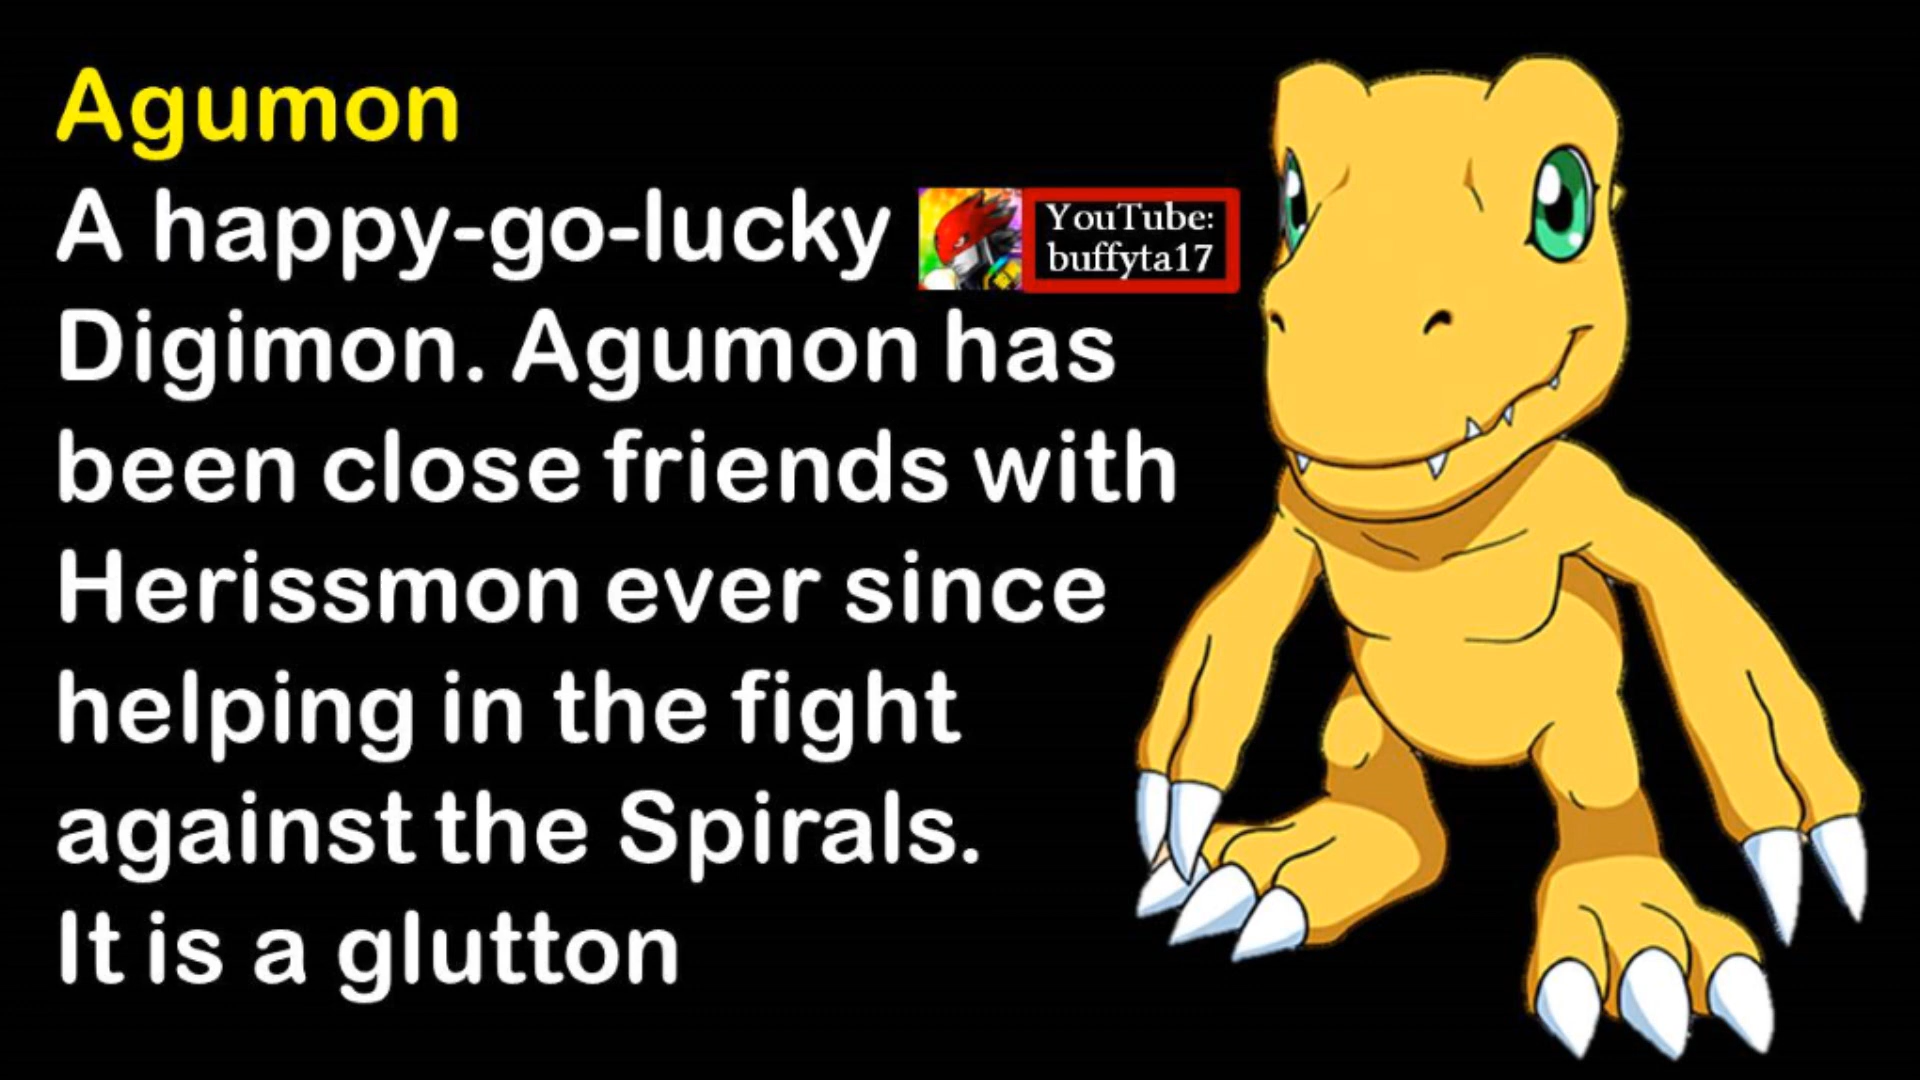 Agumon
A happy-go-lucky
YouTube:
buffyta17
Digimon. Agumon has
been close friends with
Herissmon ever since
helping in the fight
against the Spirals.
It is a glutton